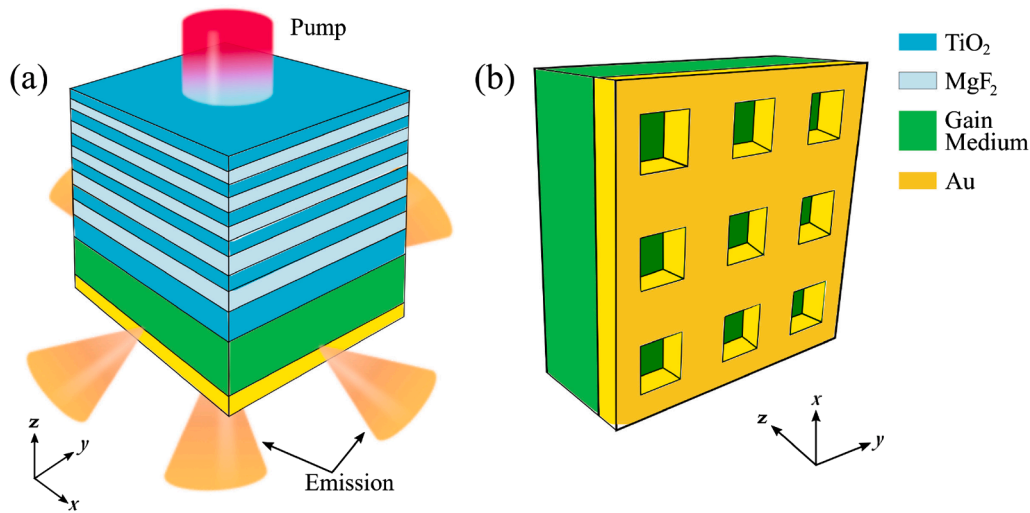 (a)
Pump
z
y
x
Emission
(b)
x
z
y
TiO₂
MgF₂
Gain
Medium
Au